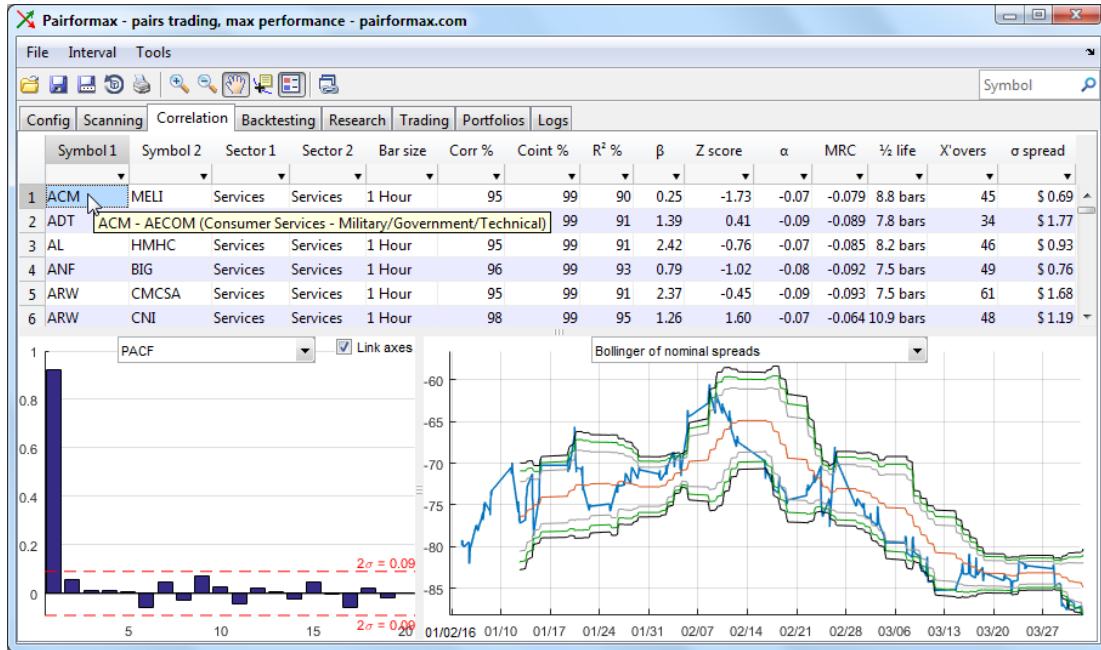 Pairformax - pairs trading, max performance - pairformax.com
File Interval Tools
Symbol
Config Scanning Correlation Backtesting Research Trading Portfolios Logs
Symbol 1 Symbol 2 Sector 1 Sector 2 Bar size Corr % Coint % R² % β Z score α MRC ½ life X'overs σ spread
1 ACM MELI Services Services 1 Hour 95 99 90 0.25 -1.73 -0.07 -0.079 8.8 bars 45 $ 0.69
2 ADT ACM - AECOM (Consumer Services - Military/Government/Technical) 99 91 1.39 0.41 -0.09 -0.089 7.8 bars 34 $ 1.77
3 AL HMHC Services Services 1 Hour 95 99 91 2.42 -0.76 -0.07 -0.085 8.2 bars 46 $ 0.93
4 ANF BIG Services Services 1 Hour 96 99 93 0.79 -1.02 -0.08 -0.092 7.5 bars 49 $ 0.76
5 ARW CMCSA Services Services 1 Hour 95 99 91 2.37 -0.45 -0.09 -0.093 7.5 bars 61 $ 1.68
6 ARW CNI Services Services 1 Hour 98 99 95 1.26 1.60 -0.07 -0.064 10.9 bars 48 $ 1.19
PACF Link axes
1
0.8
0.6
0.4
0.2
0
2σ = 0.09
2σ = 0.09
5 10 15 20
Bollinger of nominal spreads
-60
-65
-70
-75
-80
-85
01/02/16 01/10 01/17 01/24 01/31 02/07 02/14 02/21 02/28 03/06 03/13 03/20 03/27